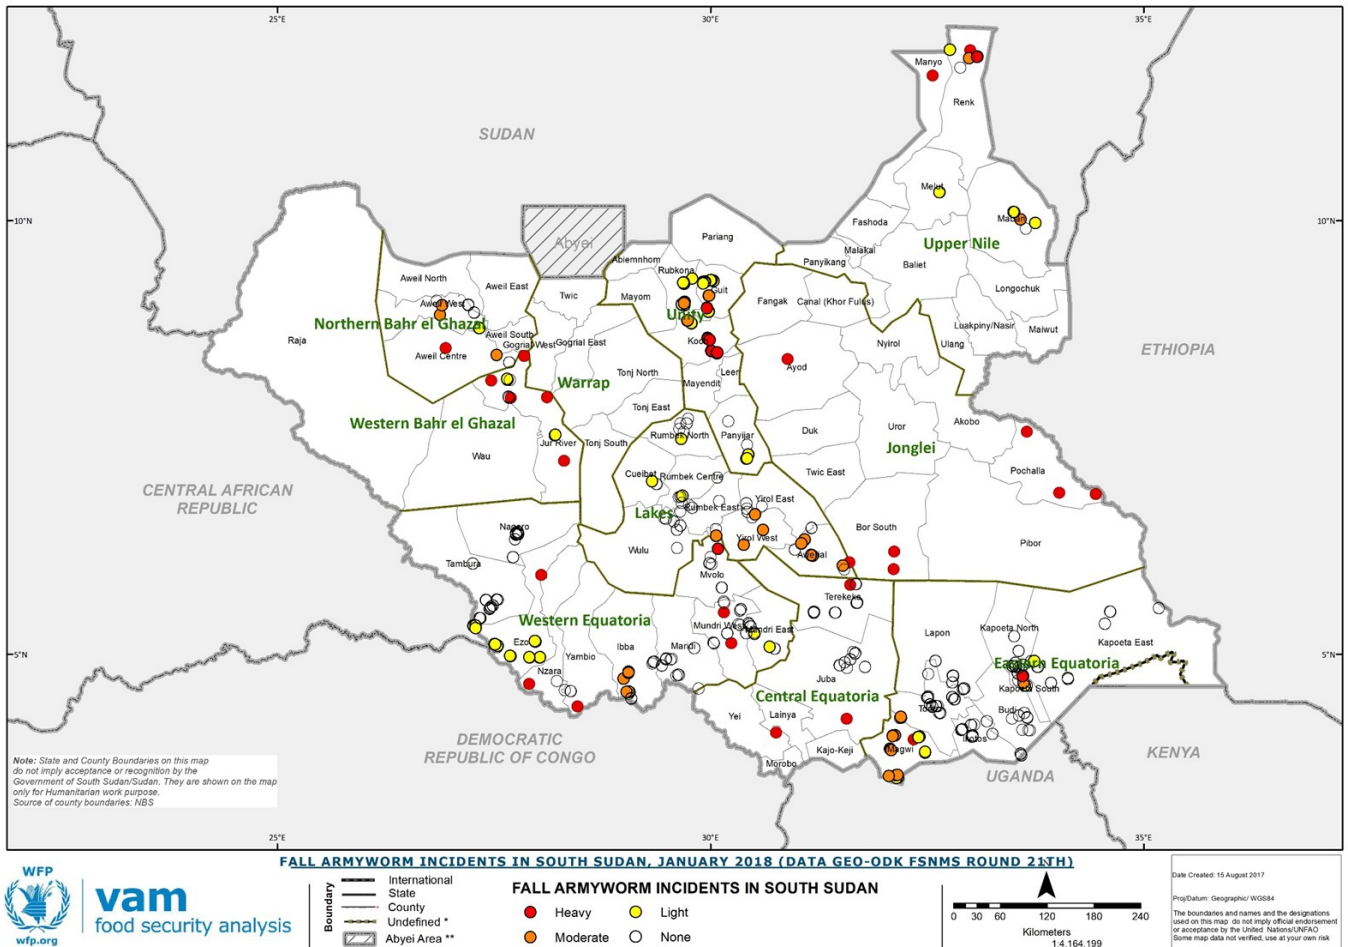 25°E
30°E
35°E
Manyo
Renk
SUDAN
Melut
10°N
10°N
Maban
Fashoda
Abyei
Pariang
Malakal
Upper Nile
Abiemnhom
Panyikang
Baliet
Rubkona
Aweil North
Aweil East
Longochuk
Twic
Mayom
Guit
Fangak
Canal (Khor Fulus)
Aweil West
Unity
Northern Bahr el Ghazal
Luakpiny/Nasir
Maiwut
Raja
Aweil South
Gogrial West
Gogrial East
Koch
Nyirol
Ulang
ETHIOPIA
Aweil Centre
Ayod
Tonj North
Leer
Warrap
Mayendit
Tonj East
Western Bahr el Ghazal
Akobo
Uror
Duk
Rumbek North
Panyijar
Jur River
Tonj South
Jonglei
Wau
Pochalla
Cueibet
Rumbek Centre
Twic East
CENTRAL AFRICAN
REPUBLIC
Yirol East
Lakes
Rumbek East
Nagero
Bor South
Yirol West
Pibor
Wulu
Awerial
Tambura
Mvolo
Terekeka
Western Equatoria
Mundri West
Mundri East
Kapoeta North
Lapon
Ezo
Ibba
Maridi
Kapoeta East
5°N
5°N
Yambio
Eastern Equatoria
Nzara
Juba
Kapoeta South
Central Equatoria
Torit
Budi
Yei
Lainya
Ikotos
DEMOCRATIC
REPUBLIC OF CONGO
Magwi
Kajo-Keji
KENYA
Morobo
UGANDA
Note: State and County Boundaries on this map
do not imply acceptance or recognition by the
Government of South Sudan/Sudan. They are shown on the map
only for Humanitarian work purpose.
Source of county boundaries: NBS
25°E
30°E
35°E
FALL ARMYWORM INCIDENTS IN SOUTH SUDAN, JANUARY 2018 (DATA GEO-ODK FSNMS ROUND 21TH)
WFP
wfp.org
vam
food security analysis
Boundary
International
State
County
Undefined *
Abyei Area **
FALL ARMYWORM INCIDENTS IN SOUTH SUDAN
Heavy
Light
Moderate
None
0 30 60 120 180 240
Kilometers
1:4,164,199
Date Created: 15 August 2017
Proj/Datum: Geographic/ WGS84
The boundaries and names and the designations
used on this map do not imply official endorsement
or acceptance by the United Nations/UNFAO
Some map data not verified, use at your own risk